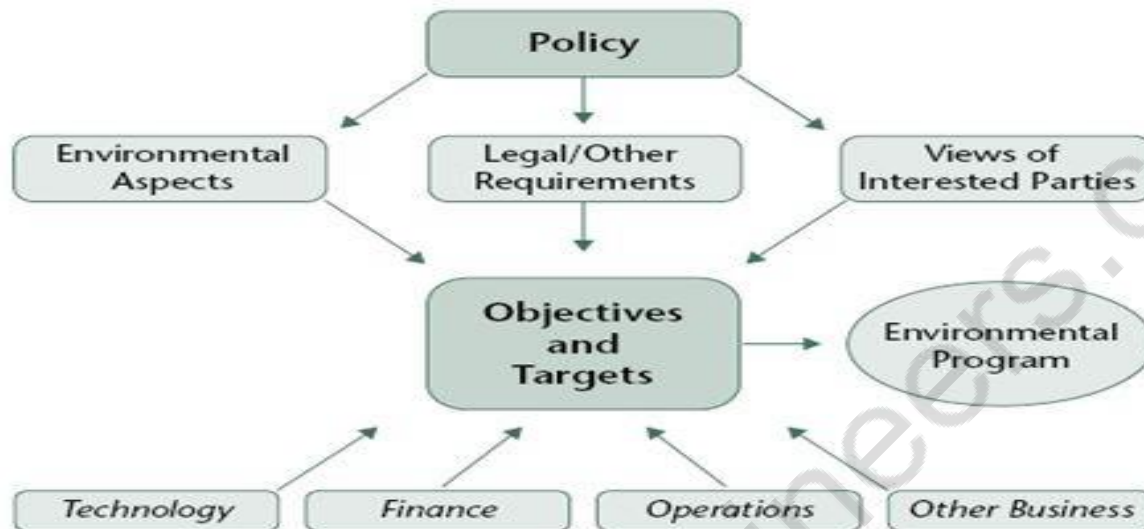 Policy
Environmental
Aspects
Legal/Other
Requirements
Views of
Interested Parties
Objectives
and
Targets
Environmental
Program
Technology
Finance
Operations
Other Business